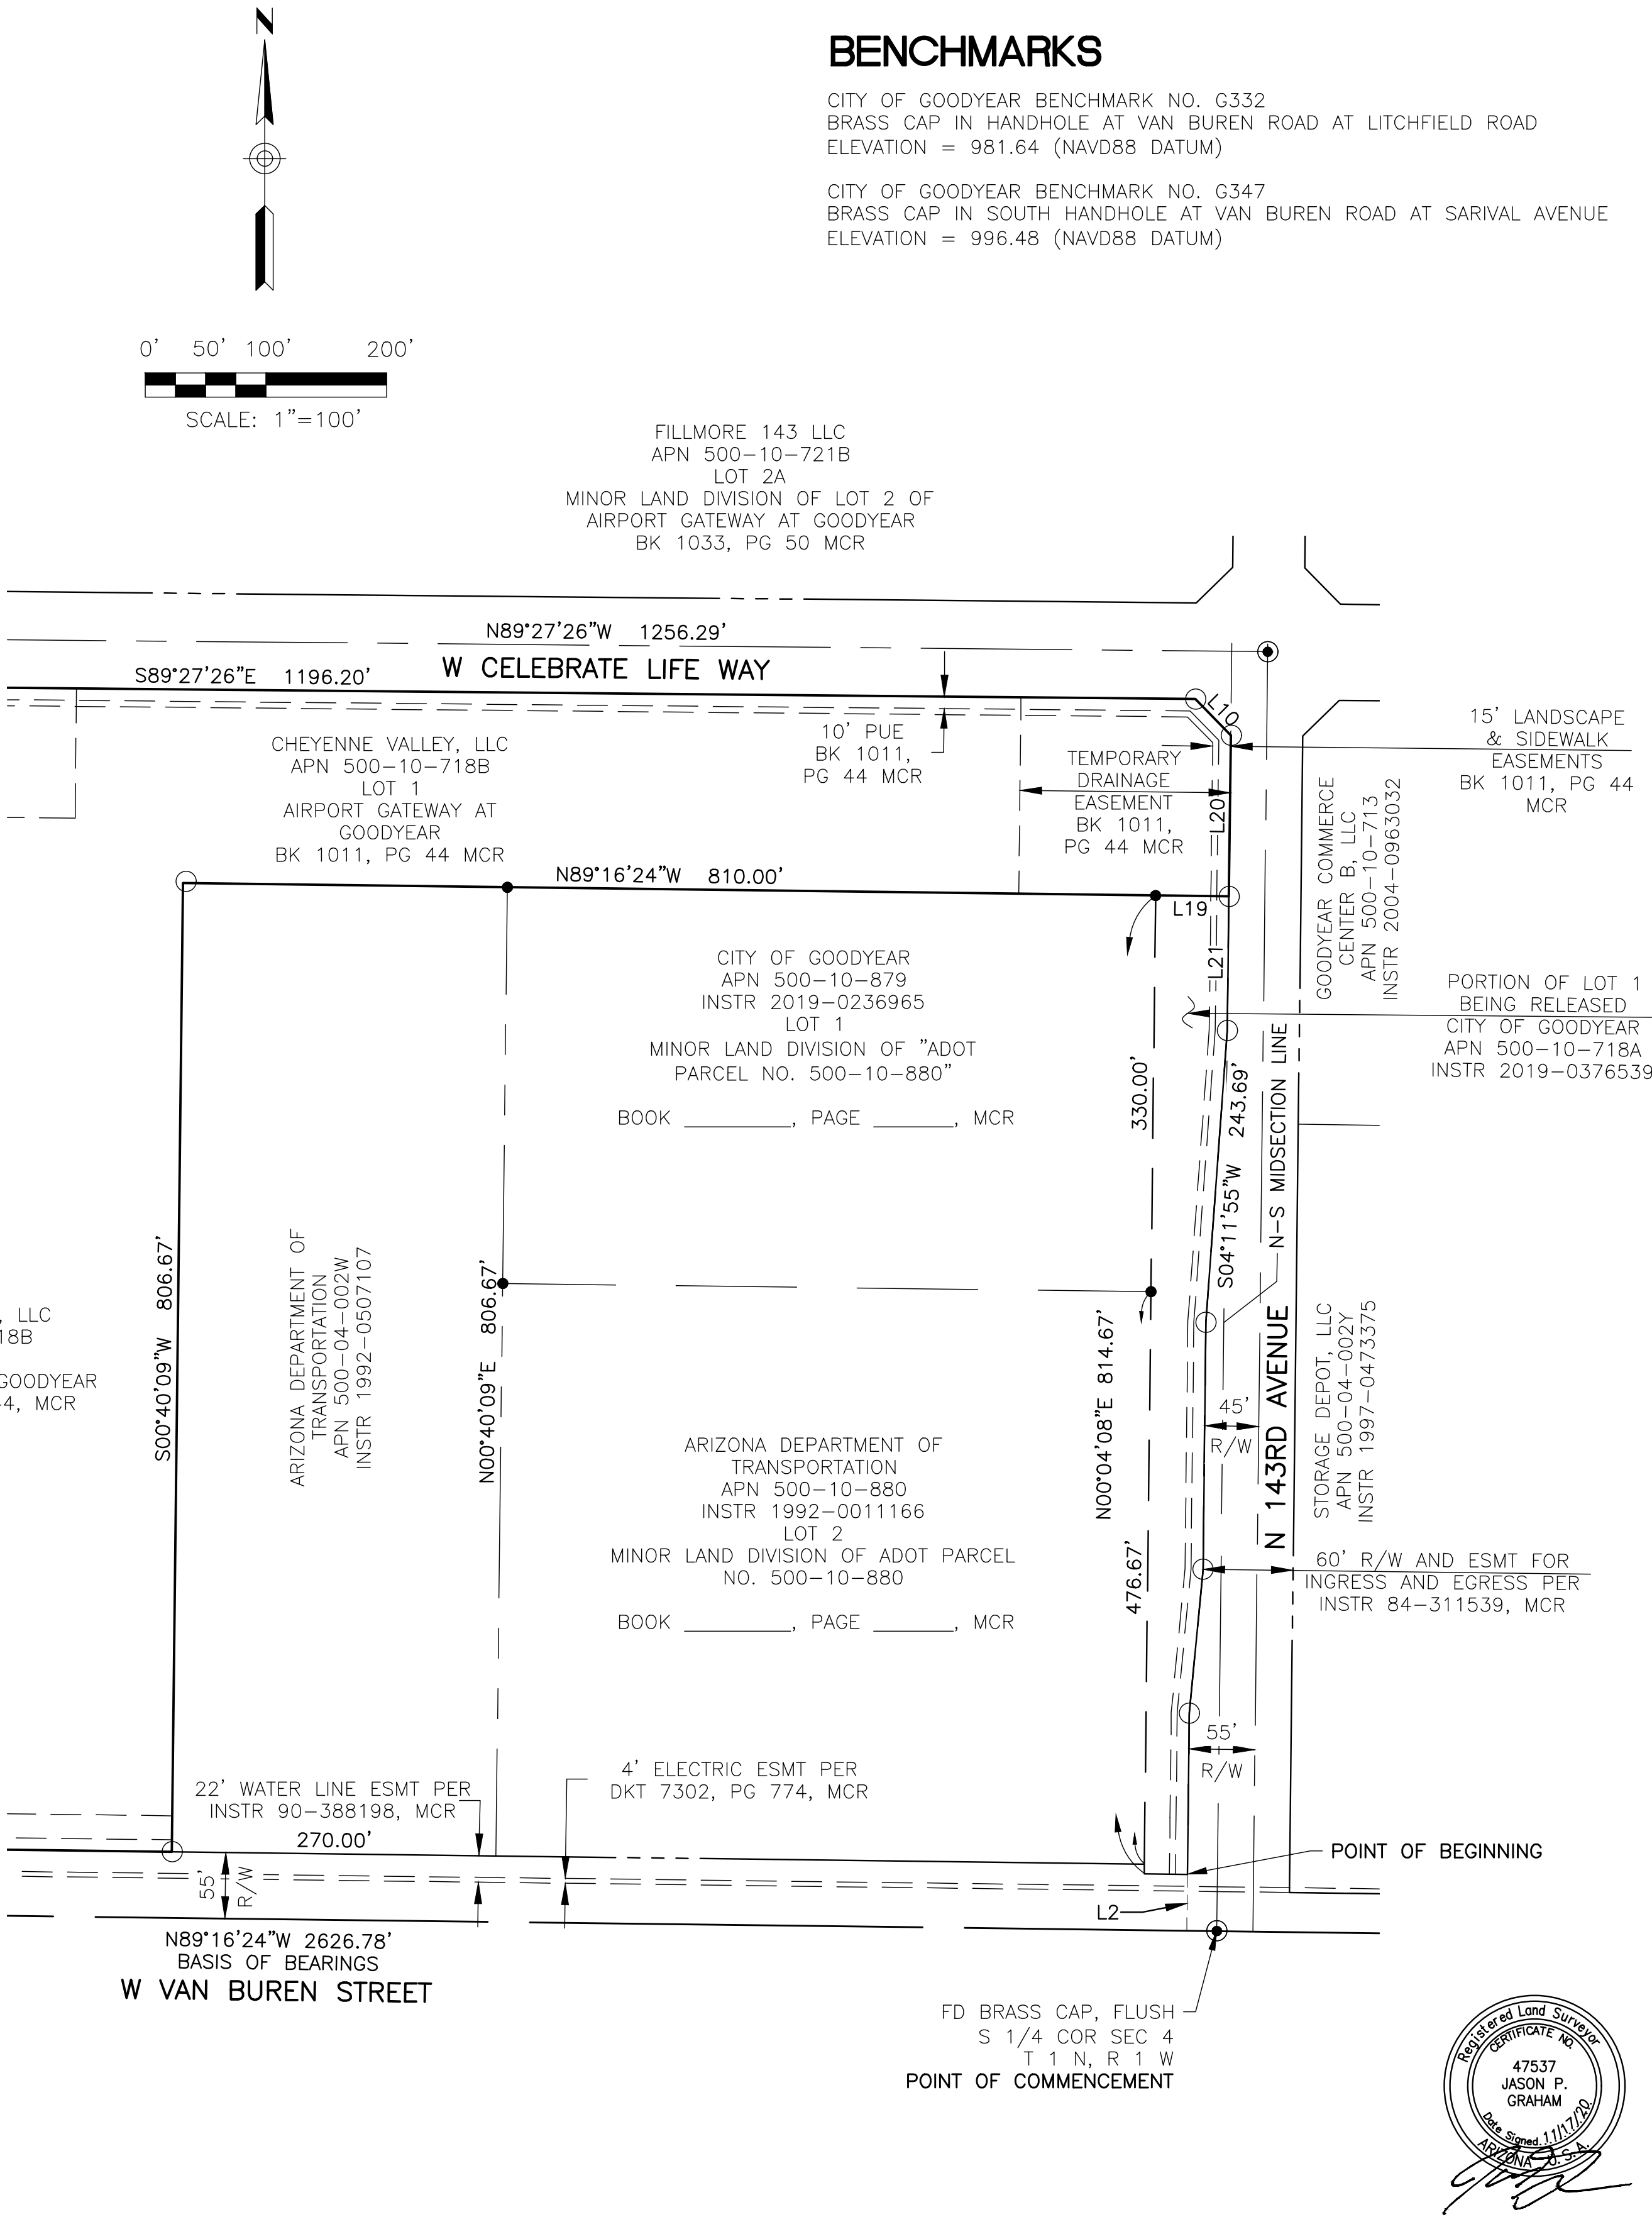 N
BENCHMARKS
CITY OF GOODYEAR BENCHMARK NO. G332
BRASS CAP IN HANDHOLE AT VAN BUREN ROAD AT LITCHFIELD ROAD
ELEVATION = 981.64 (NAVD88 DATUM)
CITY OF GOODYEAR BENCHMARK NO. G347
BRASS CAP IN SOUTH HANDHOLE AT VAN BUREN ROAD AT SARIVAL AVENUE
ELEVATION = 996.48 (NAVD88 DATUM)
0' 50' 100' 200'
SCALE: 1"=100'
FILLMORE 143 LLC
APN 500-10-721B
LOT 2A
MINOR LAND DIVISION OF LOT 2 OF
AIRPORT GATEWAY AT GOODYEAR
BK 1033, PG 50 MCR
N89°27'26"W 1256.29'
W CELEBRATE LIFE WAY
S89°27'26"E 1196.20'
L10
10' PUE
BK 1011,
PG 44 MCR
TEMPORARY
DRAINAGE
EASEMENT
BK 1011,
PG 44 MCR
L20
15' LANDSCAPE
& SIDEWALK
EASEMENTS
BK 1011, PG 44
MCR
CHEYENNE VALLEY, LLC
APN 500-10-718B
LOT 1
AIRPORT GATEWAY AT
GOODYEAR
BK 1011, PG 44 MCR
GOODYEAR COMMERCE
CENTER B, LLC
APN 500-10-713
INSTR 2004-0963032
N89°16'24"W 810.00'
L19
L21
CITY OF GOODYEAR
APN 500-10-879
INSTR 2019-0236965
LOT 1
MINOR LAND DIVISION OF "ADOT
PARCEL NO. 500-10-880"
BOOK ________, PAGE ______, MCR
PORTION OF LOT 1
BEING RELEASED
CITY OF GOODYEAR
APN 500-10-718A
INSTR 2019-0376539
330.00'
S04°11'55"W 243.69'
N-S MIDSECTION LINE
S00°40'09"W 806.67'
ARIZONA DEPARTMENT OF
TRANSPORTATION
APN 500-04-002W
INSTR 1992-0507107
N00°40'09"E 806.67'
, LLC
18B
GOODYEAR
4, MCR
N00°04'08"E 814.67'
476.67'
45'
R/W
N 143RD AVENUE
STORAGE DEPOT, LLC
APN 500-04-002Y
INSTR 1997-0473375
ARIZONA DEPARTMENT OF
TRANSPORTATION
APN 500-10-880
INSTR 1992-0011166
LOT 2
MINOR LAND DIVISION OF ADOT PARCEL
NO. 500-10-880
BOOK ________, PAGE ______, MCR
60' R/W AND ESMT FOR
INGRESS AND EGRESS PER
INSTR 84-311539, MCR
55'
R/W
22' WATER LINE ESMT PER
INSTR 90-388198, MCR
4' ELECTRIC ESMT PER
DKT 7302, PG 774, MCR
270.00'
55'
R/W
POINT OF BEGINNING
L2
N89°16'24"W 2626.78'
BASIS OF BEARINGS
W VAN BUREN STREET
FD BRASS CAP, FLUSH
S 1/4 COR SEC 4
T 1 N, R 1 W
POINT OF COMMENCEMENT
Registered Land Surveyor
CERTIFICATE NO.
47537
JASON P.
GRAHAM
Date Signed 11/17/20
ARIZONA U.S.A.